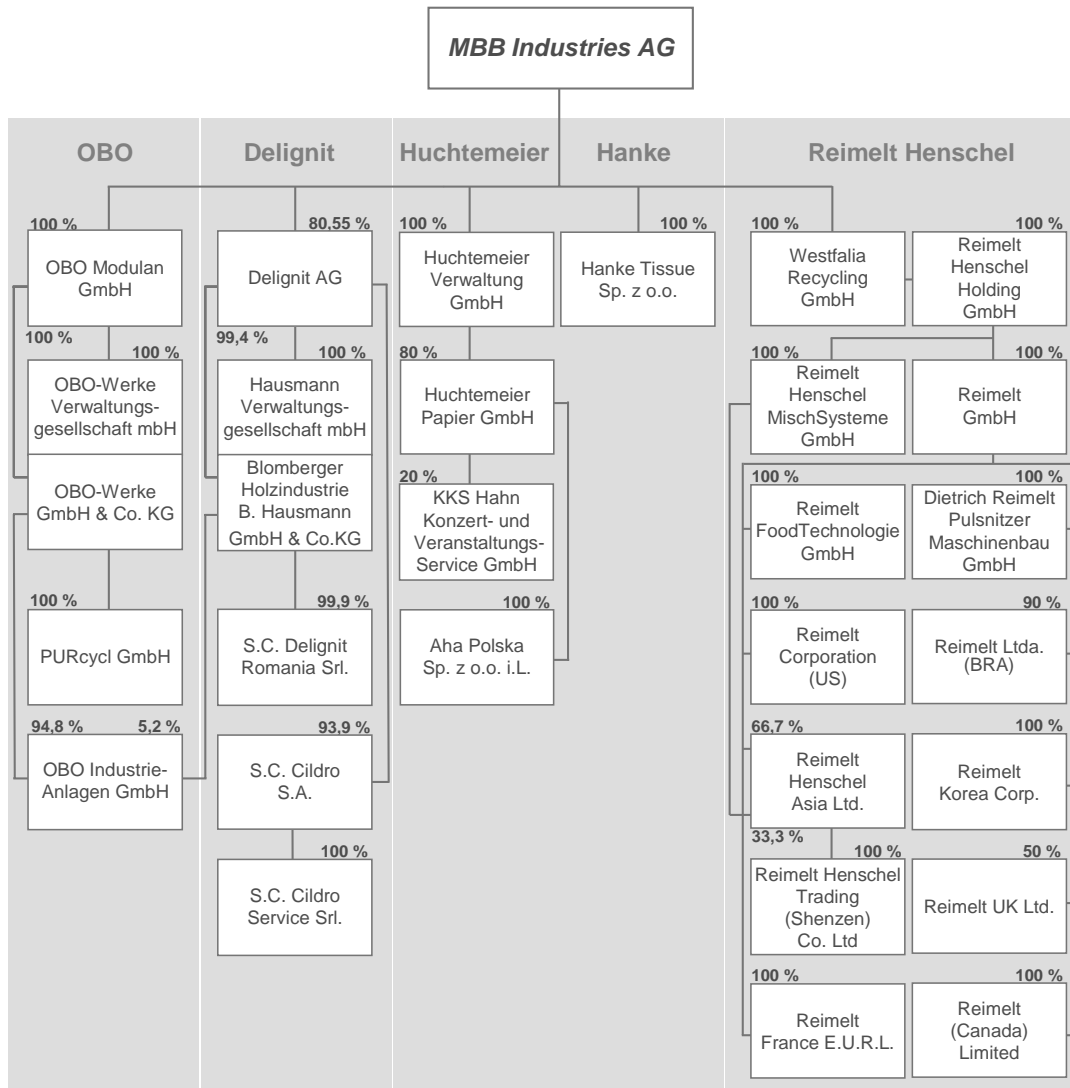 MBB Industries AG
OBO
Delignit
Huchtemeier
Hanke
Reimelt Henschel
100 %
80,55 %
100 %
100 %
100 %
100 %
OBO Modulan
GmbH
Delignit AG
Huchtemeier
Verwaltung
GmbH
Hanke Tissue
Sp. z o.o.
Westfalia
Recycling
GmbH
Reimelt
Henschel
Holding
GmbH
100 %
100 %
99,4 %
100 %
80 %
100 %
100 %
OBO-Werke
Verwaltungs-
gesellschaft mbH
Hausmann
Verwaltungs-
gesellschaft mbH
Huchtemeier
Papier GmbH
Reimelt
Henschel
MischSysteme
GmbH
Reimelt
GmbH
OBO-Werke
GmbH & Co. KG
Blomberger
Holzindustrie
B. Hausmann
GmbH & Co.KG
20 %
KKS Hahn
Konzert- und
Veranstaltungs-
Service GmbH
100 %
Reimelt
FoodTechnologie
GmbH
100 %
Dietrich Reimelt
Pulsnitzer
Maschinenbau
GmbH
100 %
99,9 %
100 %
100 %
90 %
PURcycl GmbH
S.C. Delignit
Romania Srl.
Aha Polska
Sp. z o.o. i.L.
Reimelt
Corporation
(US)
Reimelt Ltda.
(BRA)
94,8 %
5,2 %
93,9 %
66,7 %
100 %
OBO Industrie-
Anlagen GmbH
S.C. Cildro
S.A.
Reimelt
Henschel
Asia Ltd.
Reimelt
Korea Corp.
33,3 %
100 %
100 %
50 %
S.C. Cildro
Service Srl.
Reimelt Henschel
Trading
(Shenzen)
Co. Ltd
Reimelt UK Ltd.
100 %
100 %
Reimelt
France E.U.R.L.
Reimelt
(Canada)
Limited